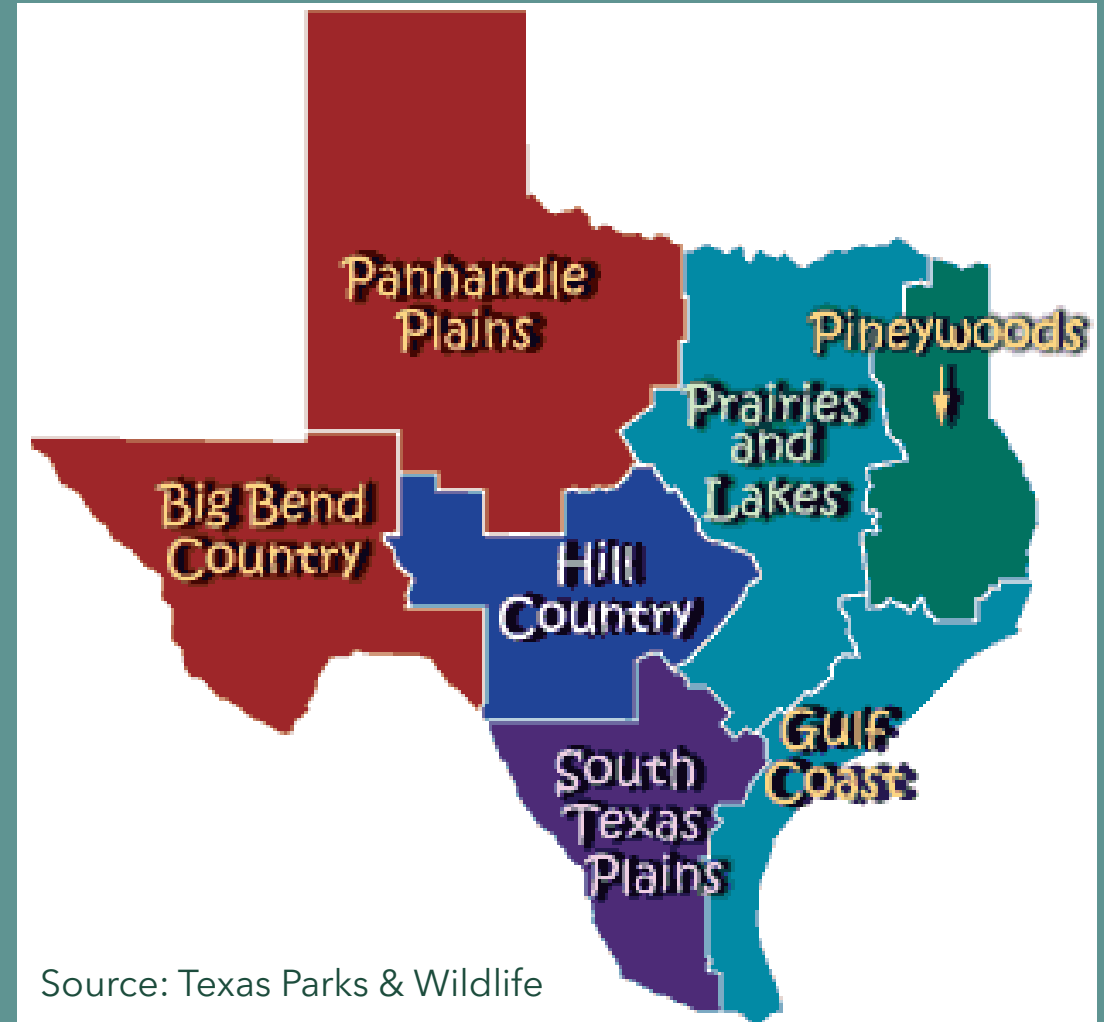 Panhandle
Plains
Pineywoods
Prairies
and
Lakes
Big Bend
Country
Hill
Country
Gulf
Coast
South
Texas
Plains
Source: Texas Parks & Wildlife